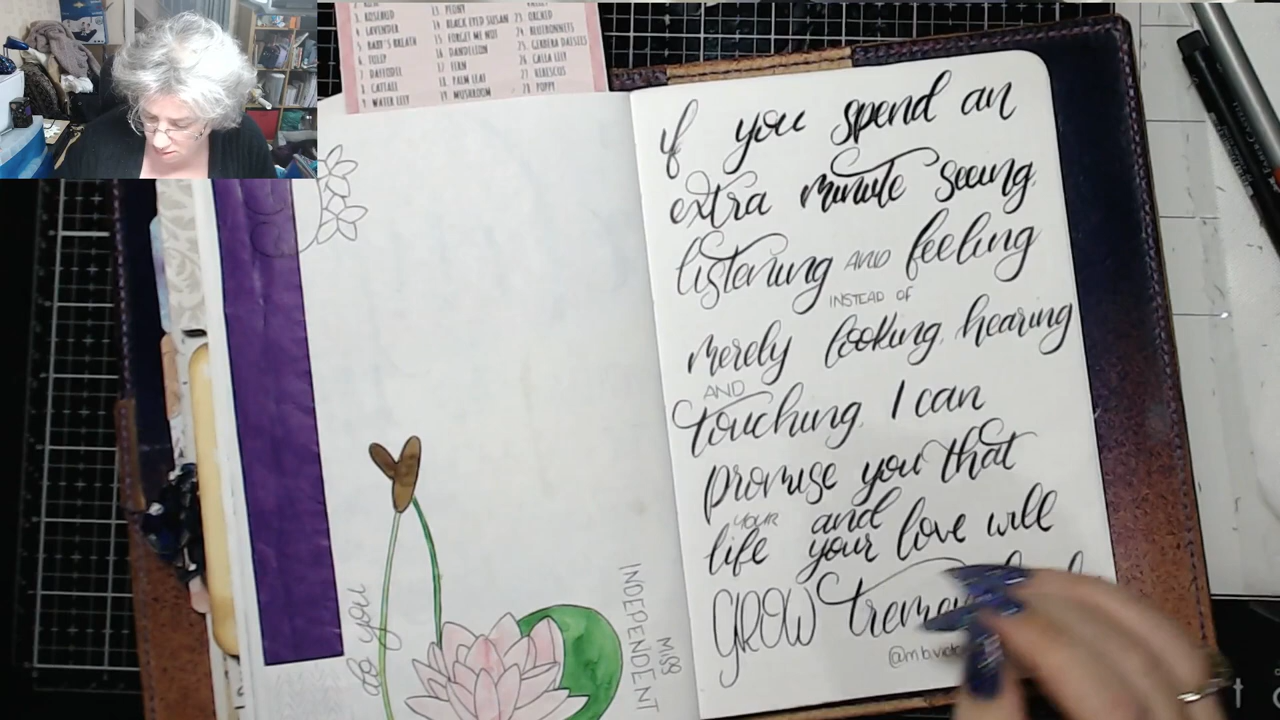 2. ROSEBUD
3. LAVENDER
5. BABY'S BREATH
6. TULIP
7. DAFFODIL
8. CATTAIL
9. WATER LILY
13. PEONY
14. BLACK EYED SUSAN
15. FORGET ME NOT
16. DANDELION
17. FERN
18. PALM LEAF
19. MUSHROOM
23. ORCHID
24. BLUEBONNETS
25. GERBERA DAISIES
26. CALLA LILY
27. HIBISCUS
28. POPPY
do you
INDEPENDENT
MISS
if you spend an
extra minute seeing,
listening AND feeling
INSTEAD OF
merely looking, hearing
AND
touching, I can
promise you that
YOUR and
life your love will
GROW